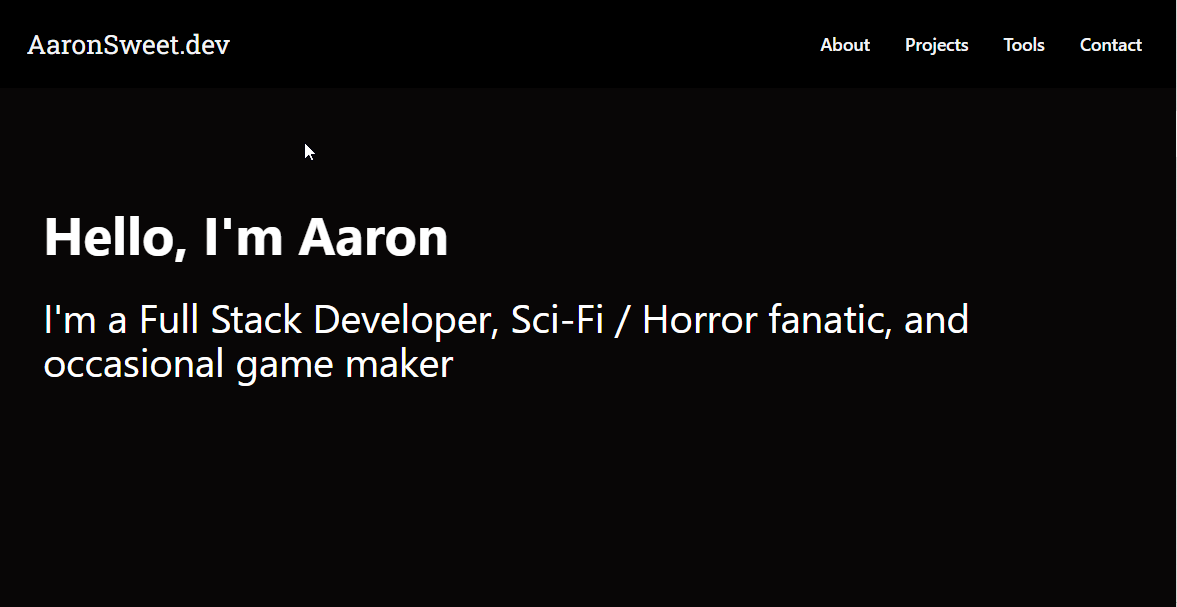 AaronSweet.dev
About Projects Tools Contact
Hello, I'm Aaron
I'm a Full Stack Developer, Sci-Fi / Horror fanatic, and
occasional game maker